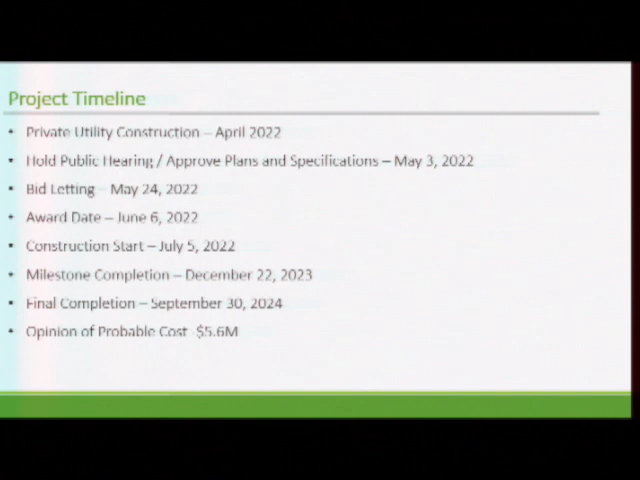 Project Timeline
• Private Utility Construction – April 2022
• Hold Public Hearing / Approve Plans and Specifications – May 3, 2022
• Bid Letting – May 24, 2022
• Award Date – June 6, 2022
• Construction Start – July 5, 2022
• Milestone Completion – December 22, 2023
• Final Completion – September 30, 2024
• Opinion of Probable Cost -$5.6M